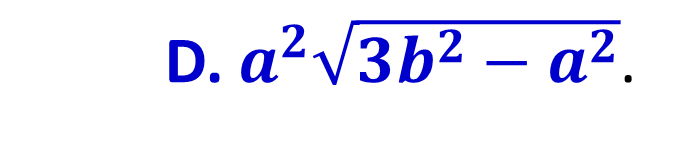 D. a²√(3b² − a²).